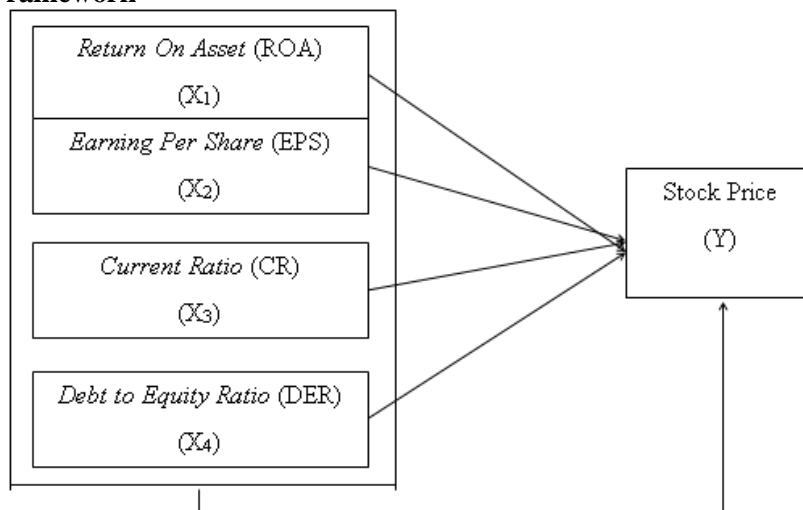 ramework
Return On Asset (ROA)
(X1)
Earning Per Share (EPS)
(X2)
Current Ratio (CR)
(X3)
Debt to Equity Ratio (DER)
(X4)
Stock Price
(Y)